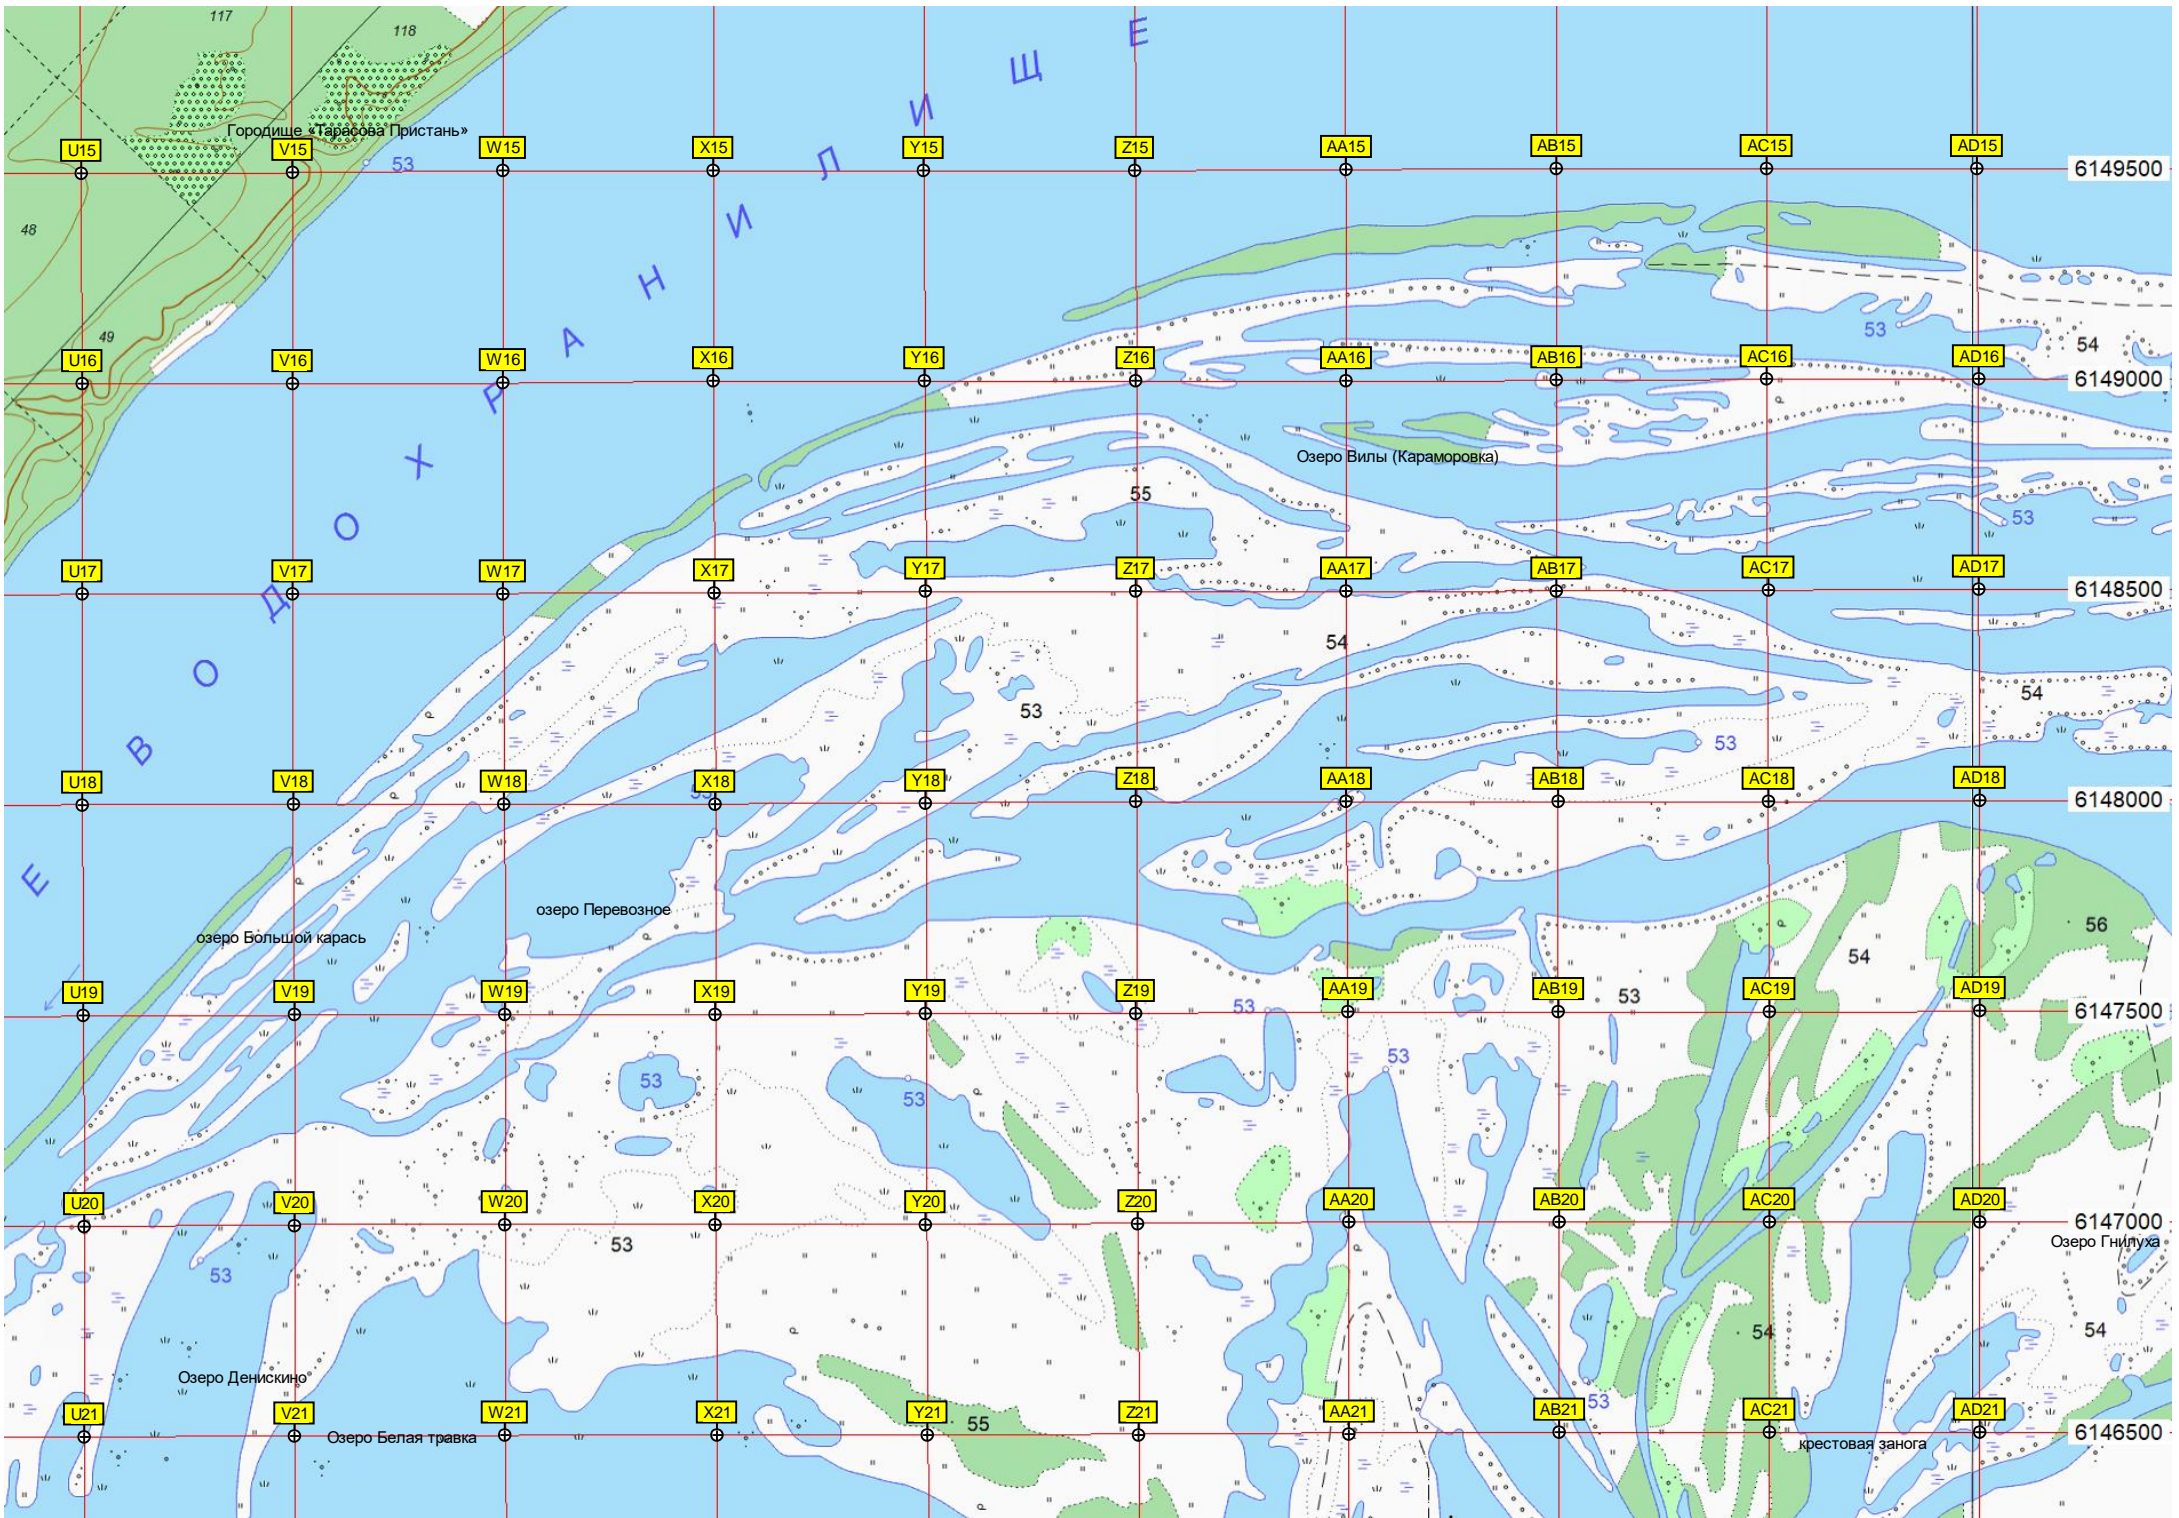 117
118
Е
Щ
И
Л
И
Н
А
Р
Х
О
Д
О
В
Е
Городище «Тарасова Пристань»
53
U15
V15
W15
X15
Y15
Z15
AA15
AB15
AC15
AD15
6149500
48
49
53
54
U16
V16
W16
X16
Y16
Z16
AA16
AB16
AC16
AD16
6149000
Озеро Вилы (Караморовка)
55
53
U17
V17
W17
X17
Y17
Z17
AA17
AB17
AC17
AD17
6148500
54
53
54
53
U18
V18
W18
X18
Y18
Z18
AA18
AB18
AC18
AD18
53
6148000
озеро Перевозное
озеро Большой карась
56
54
53
53
U19
V19
W19
X19
Y19
Z19
AA19
AB19
AC19
AD19
6147500
53
53
53
U20
V20
W20
X20
Y20
Z20
AA20
AB20
AC20
AD20
6147000
53
Озеро Гнилуха
53
54
54
Озеро Денискино
53
U21
V21
W21
X21
Y21
Z21
AA21
AB21
AC21
AD21
55
6146500
Озеро Белая травка
крестовая занога